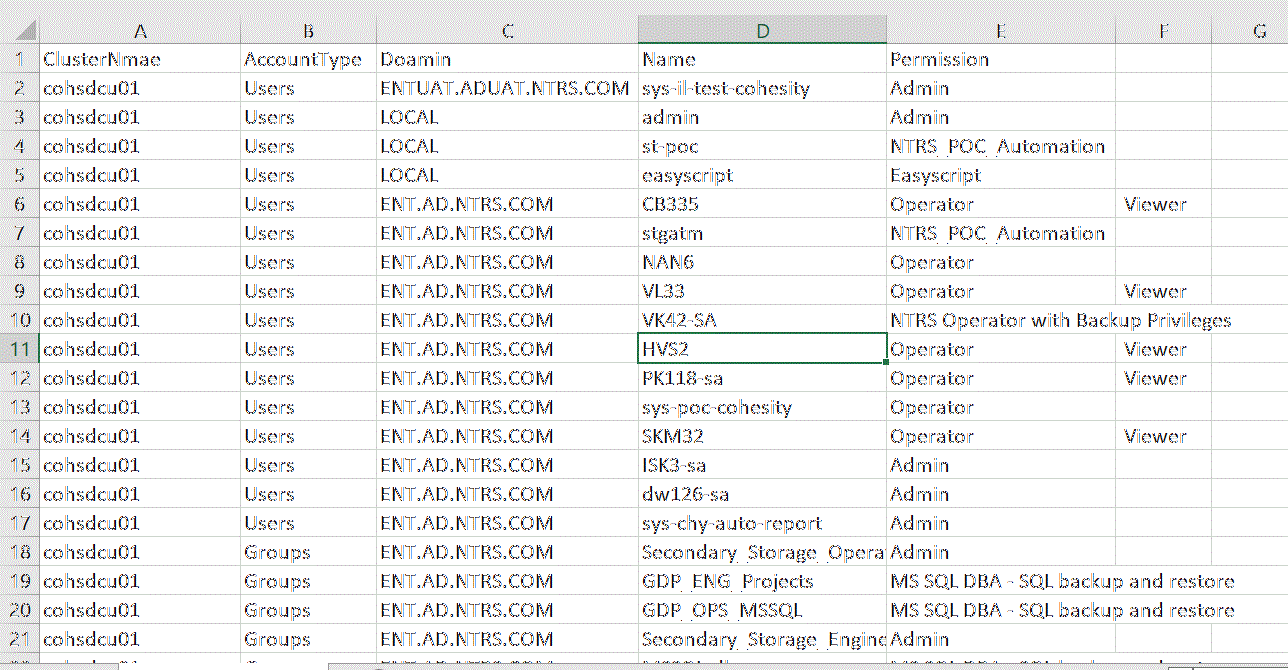 A B C D E F G
1 ClusterNmae AccountType Doamin Name Permission
2 cohsdcu01 Users ENTUAT.ADUAT.NTRS.COM sys-il-test-cohesity Admin
3 cohsdcu01 Users LOCAL admin Admin
4 cohsdcu01 Users LOCAL st-poc NTRS_POC_Automation
5 cohsdcu01 Users LOCAL easyscript Easyscript
6 cohsdcu01 Users ENT.AD.NTRS.COM CB335 Operator Viewer
7 cohsdcu01 Users ENT.AD.NTRS.COM stgatm NTRS_POC_Automation
8 cohsdcu01 Users ENT.AD.NTRS.COM NAN6 Operator
9 cohsdcu01 Users ENT.AD.NTRS.COM VL33 Operator Viewer
10 cohsdcu01 Users ENT.AD.NTRS.COM VK42-SA NTRS Operator with Backup Privileges
11 cohsdcu01 Users ENT.AD.NTRS.COM HVS2 Operator Viewer
12 cohsdcu01 Users ENT.AD.NTRS.COM PK118-sa Operator Viewer
13 cohsdcu01 Users ENT.AD.NTRS.COM sys-poc-cohesity Operator
14 cohsdcu01 Users ENT.AD.NTRS.COM SKM32 Operator Viewer
15 cohsdcu01 Users ENT.AD.NTRS.COM ISK3-sa Admin
16 cohsdcu01 Users ENT.AD.NTRS.COM dw126-sa Admin
17 cohsdcu01 Users ENT.AD.NTRS.COM sys-chy-auto-report Admin
18 cohsdcu01 Groups ENT.AD.NTRS.COM Secondary_Storage_Opera Admin
19 cohsdcu01 Groups ENT.AD.NTRS.COM GDP_ENG_Projects MS SQL DBA - SQL backup and restore
20 cohsdcu01 Groups ENT.AD.NTRS.COM GDP_OPS_MSSQL MS SQL DBA - SQL backup and restore
21 cohsdcu01 Groups ENT.AD.NTRS.COM Secondary_Storage_Engine Admin